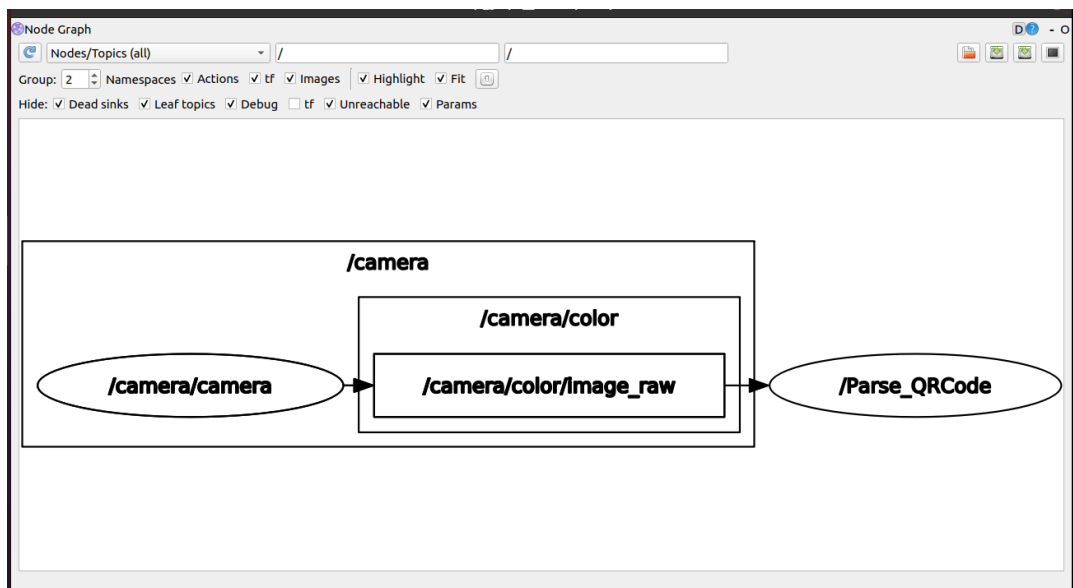 Node Graph
D - O
Nodes/Topics (all) / /
Group: 2 Namespaces Actions tf Images Highlight Fit
Hide: Dead sinks Leaf topics Debug tf Unreachable Params
/camera
/camera/color
/camera/camera /camera/color/image_raw /Parse_QRCode